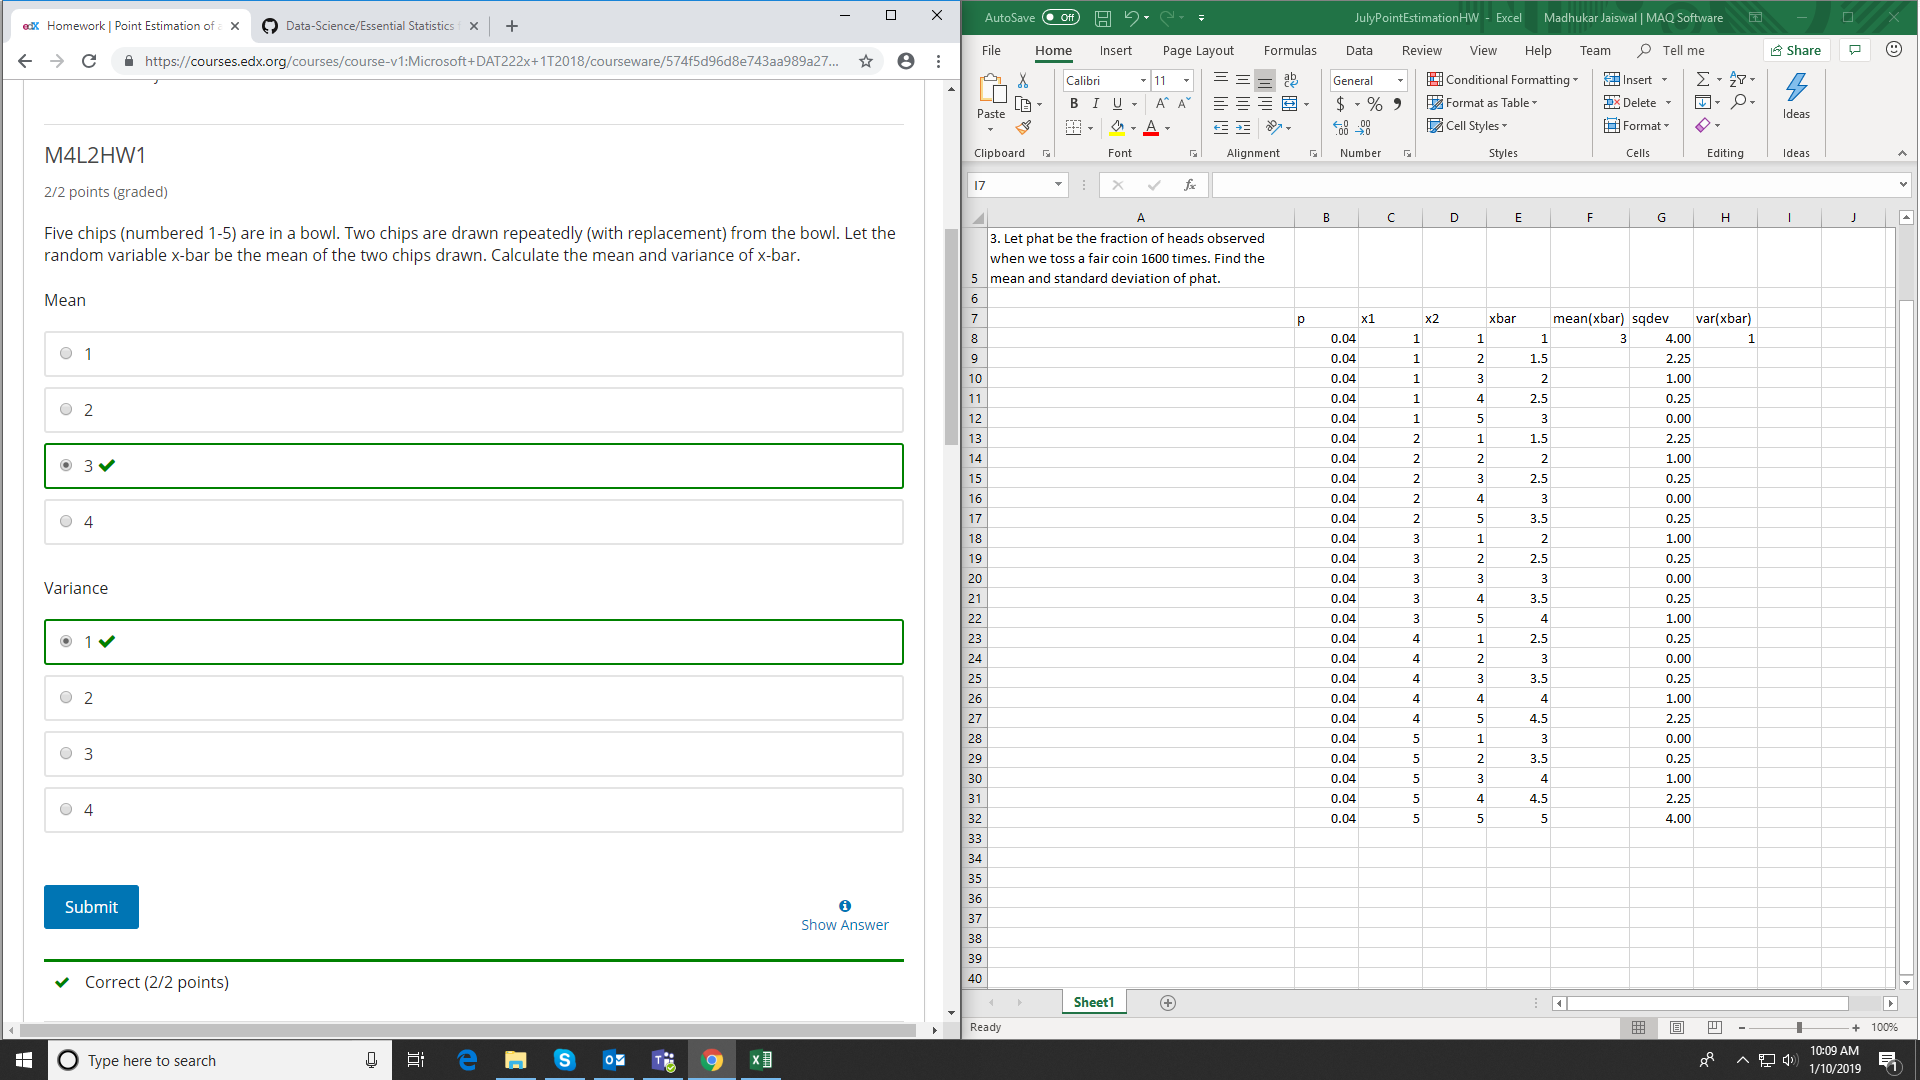 Homework | Point Estimation of a
Data-Science/Essential Statistics
https://courses.edx.org/courses/course-v1:Microsoft+DAT222x+1T2018/courseware/574f5d96d8e743aa989a27...
M4L2HW1
2/2 points (graded)
Five chips (numbered 1-5) are in a bowl. Two chips are drawn repeatedly (with replacement) from the bowl. Let the
random variable x-bar be the mean of the two chips drawn. Calculate the mean and variance of x-bar.
Mean
1
2
3
4
Variance
1
2
3
4
Submit
Show Answer
Correct (2/2 points)
AutoSave Off
JulyPointEstimationHW - Excel
Madhukar Jaiswal | MAQ Software
File Home Insert Page Layout Formulas Data Review View Help Team Tell me
Share
Paste
Clipboard
Calibri 11
B I U
Font
Alignment
General
Number
Conditional Formatting
Format as Table
Cell Styles
Styles
Insert
Delete
Format
Cells
Editing
Ideas
Ideas
I7
fx
A B C D E F G H I J
3. Let phat be the fraction of heads observed
when we toss a fair coin 1600 times. Find the
5 mean and standard deviation of phat.
6
7 p x1 x2 xbar mean(xbar) sqdev var(xbar)
8 0.04 1 1 1 3 4.00 1
9 0.04 1 2 1.5 2.25
10 0.04 1 3 2 1.00
11 0.04 1 4 2.5 0.25
12 0.04 1 5 3 0.00
13 0.04 2 1 1.5 2.25
14 0.04 2 2 2 1.00
15 0.04 2 3 2.5 0.25
16 0.04 2 4 3 0.00
17 0.04 2 5 3.5 0.25
18 0.04 3 1 2 1.00
19 0.04 3 2 2.5 0.25
20 0.04 3 3 3 0.00
21 0.04 3 4 3.5 0.25
22 0.04 3 5 4 1.00
23 0.04 4 1 2.5 0.25
24 0.04 4 2 3 0.00
25 0.04 4 3 3.5 0.25
26 0.04 4 4 4 1.00
27 0.04 4 5 4.5 2.25
28 0.04 5 1 3 0.00
29 0.04 5 2 3.5 0.25
30 0.04 5 3 4 1.00
31 0.04 5 4 4.5 2.25
32 0.04 5 5 5 4.00
33
34
35
36
37
38
39
40
Sheet1
Ready
100%
Type here to search
10:09 AM
1/10/2019